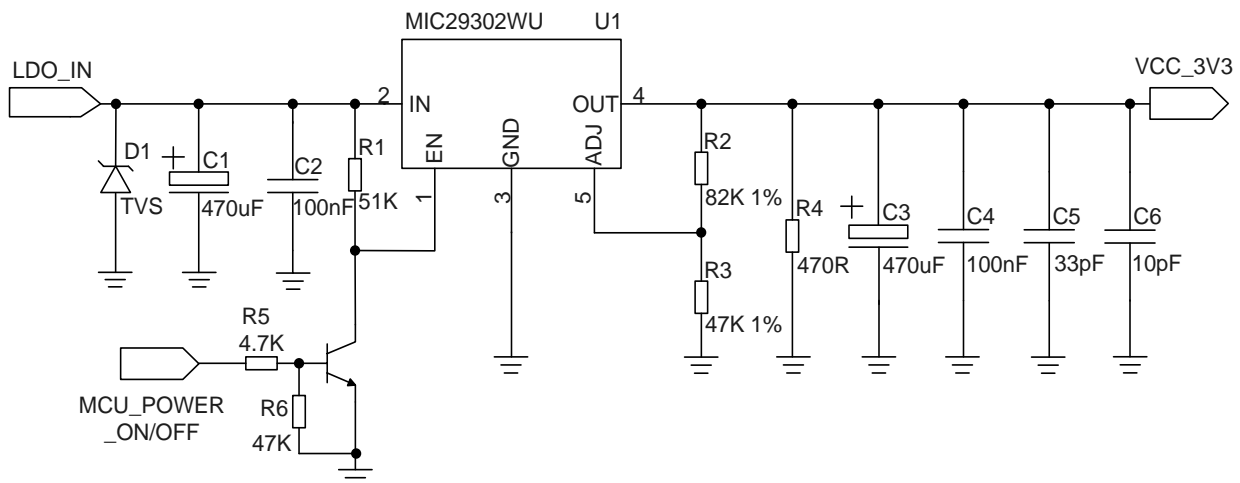 MIC29302WU
U1
LDO_IN
VCC_3V3
2
IN
OUT
4
EN
GND
ADJ
1
3
5
D1
TVS
+
C1
470uF
C2
100nF
R1
51K
R2
82K 1%
R3
47K 1%
R4
470R
+
C3
470uF
C4
100nF
C5
33pF
C6
10pF
R5
4.7K
MCU_POWER
_ON/OFF
R6
47K